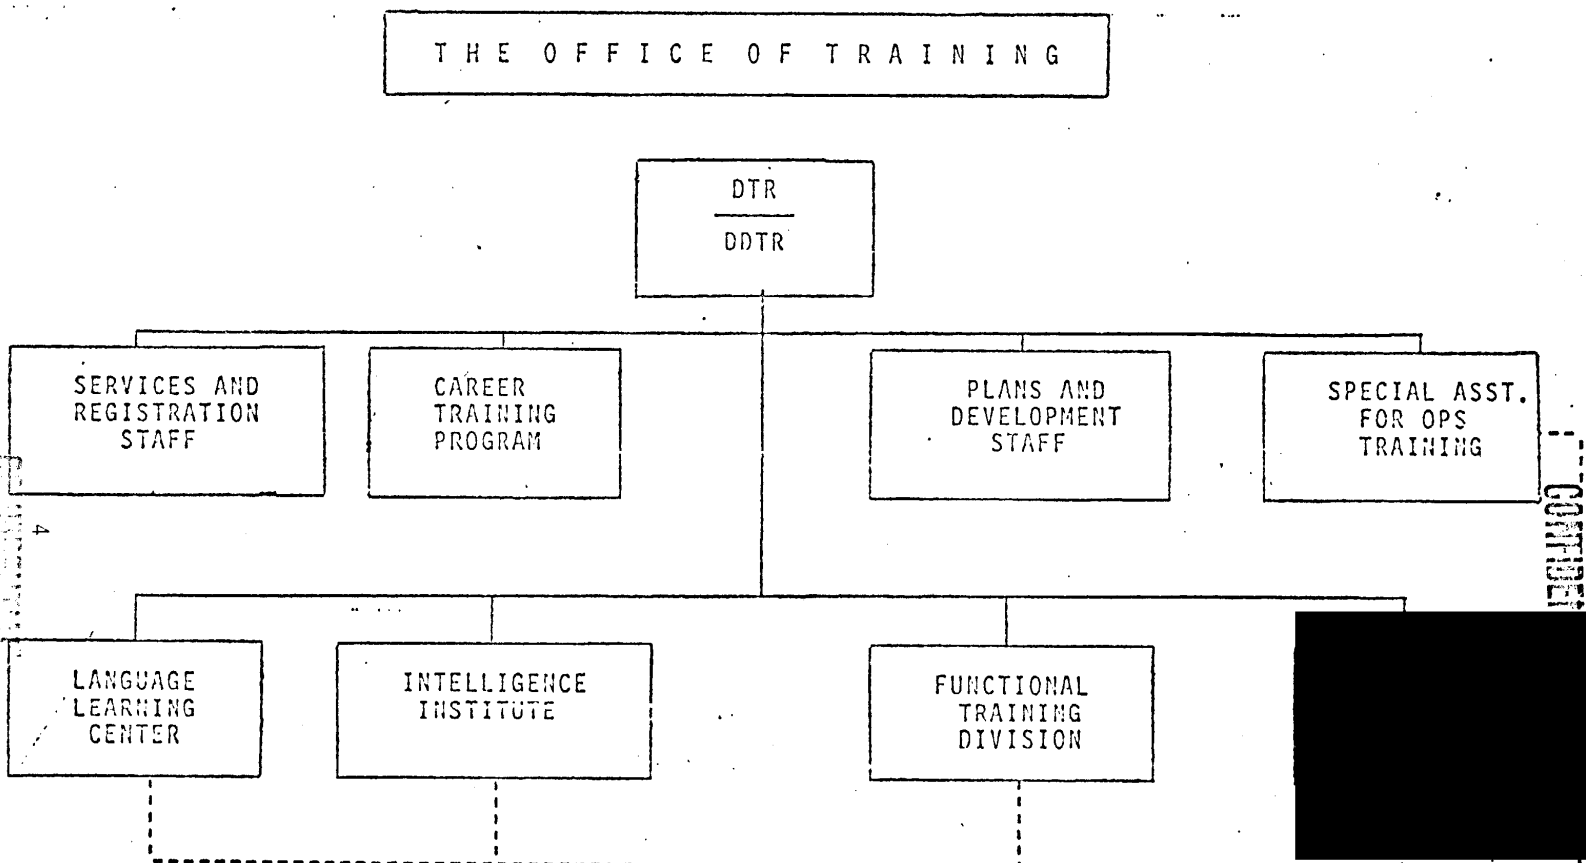 THE OFFICE OF TRAINING
DTR
DDTR
SERVICES AND
REGISTRATION
STAFF
CAREER
TRAINING
PROGRAM
PLANS AND
DEVELOPMENT
STAFF
SPECIAL ASST.
FOR OPS
TRAINING
4
LANGUAGE
LEARNING
CENTER
INTELLIGENCE
INSTITUTE
FUNCTIONAL
TRAINING
DIVISION